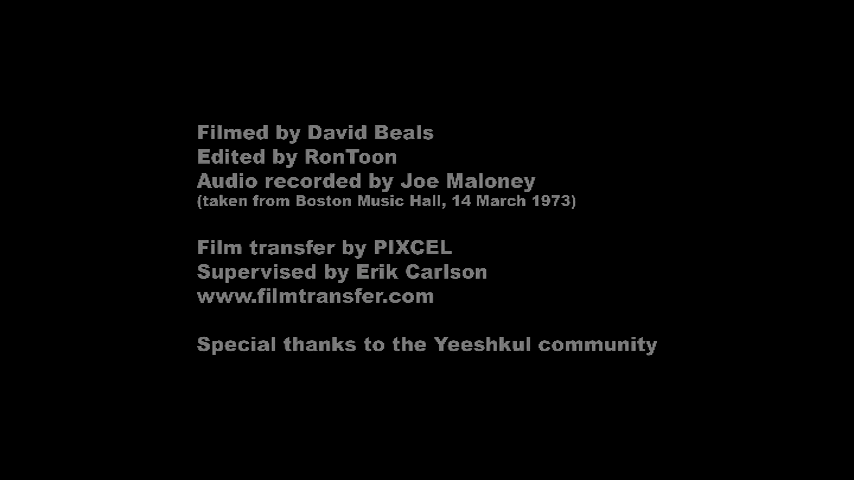 Filmed by David Beals
Edited by RonToon
Audio recorded by Joe Maloney
(taken from Boston Music Hall, 14 March 1973)
Film transfer by PIXCEL
Supervised by Erik Carlson
www.filmtransfer.com
Special thanks to the Yeeshkul community